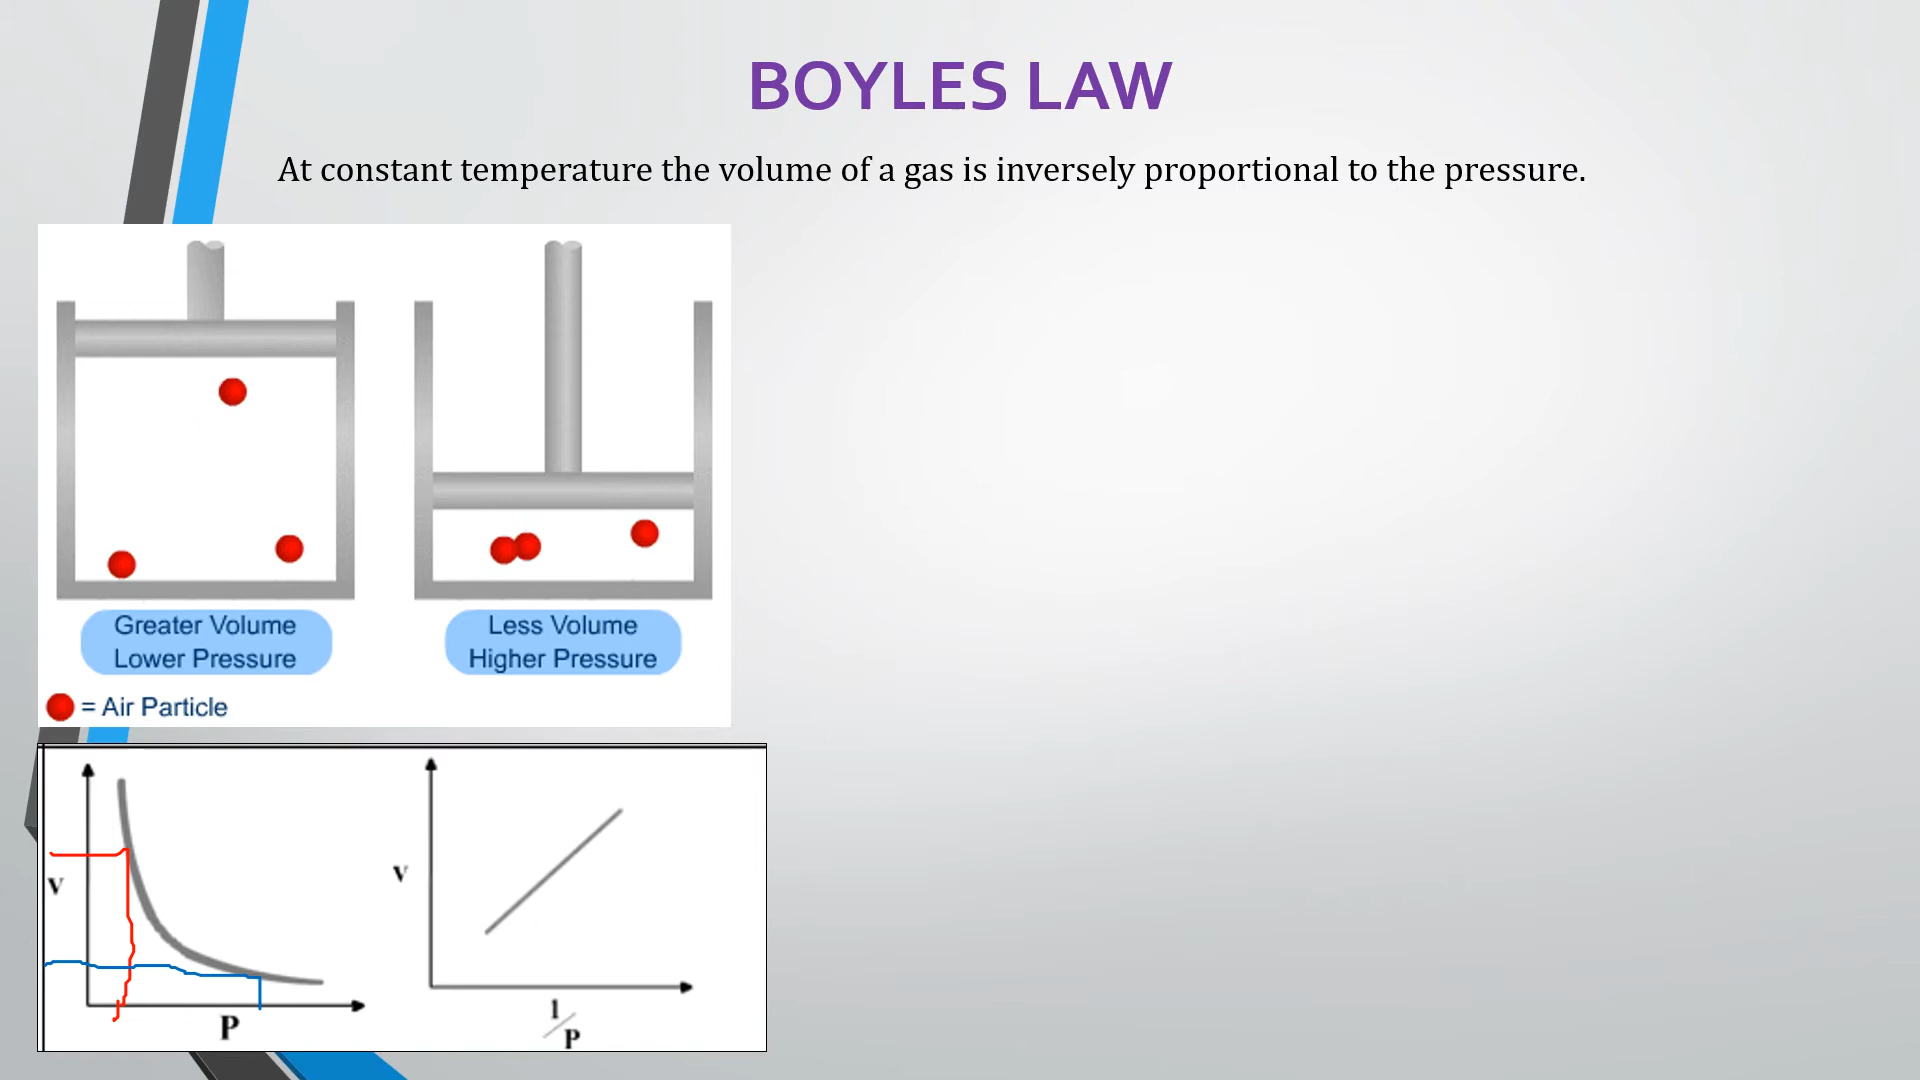 BOYLES LAW
At constant temperature the volume of a gas is inversely proportional to the pressure.
Greater Volume
Lower Pressure
Less Volume
Higher Pressure
= Air Particle
V
P
V
1/P